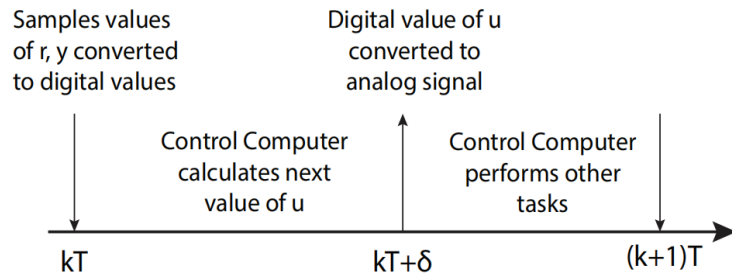 Samples values
of r, y converted
to digital values
Digital value of u
converted to
analog signal
Control Computer
calculates next
value of u
Control Computer
performs other
tasks
kT
kT+δ
(k+1)T